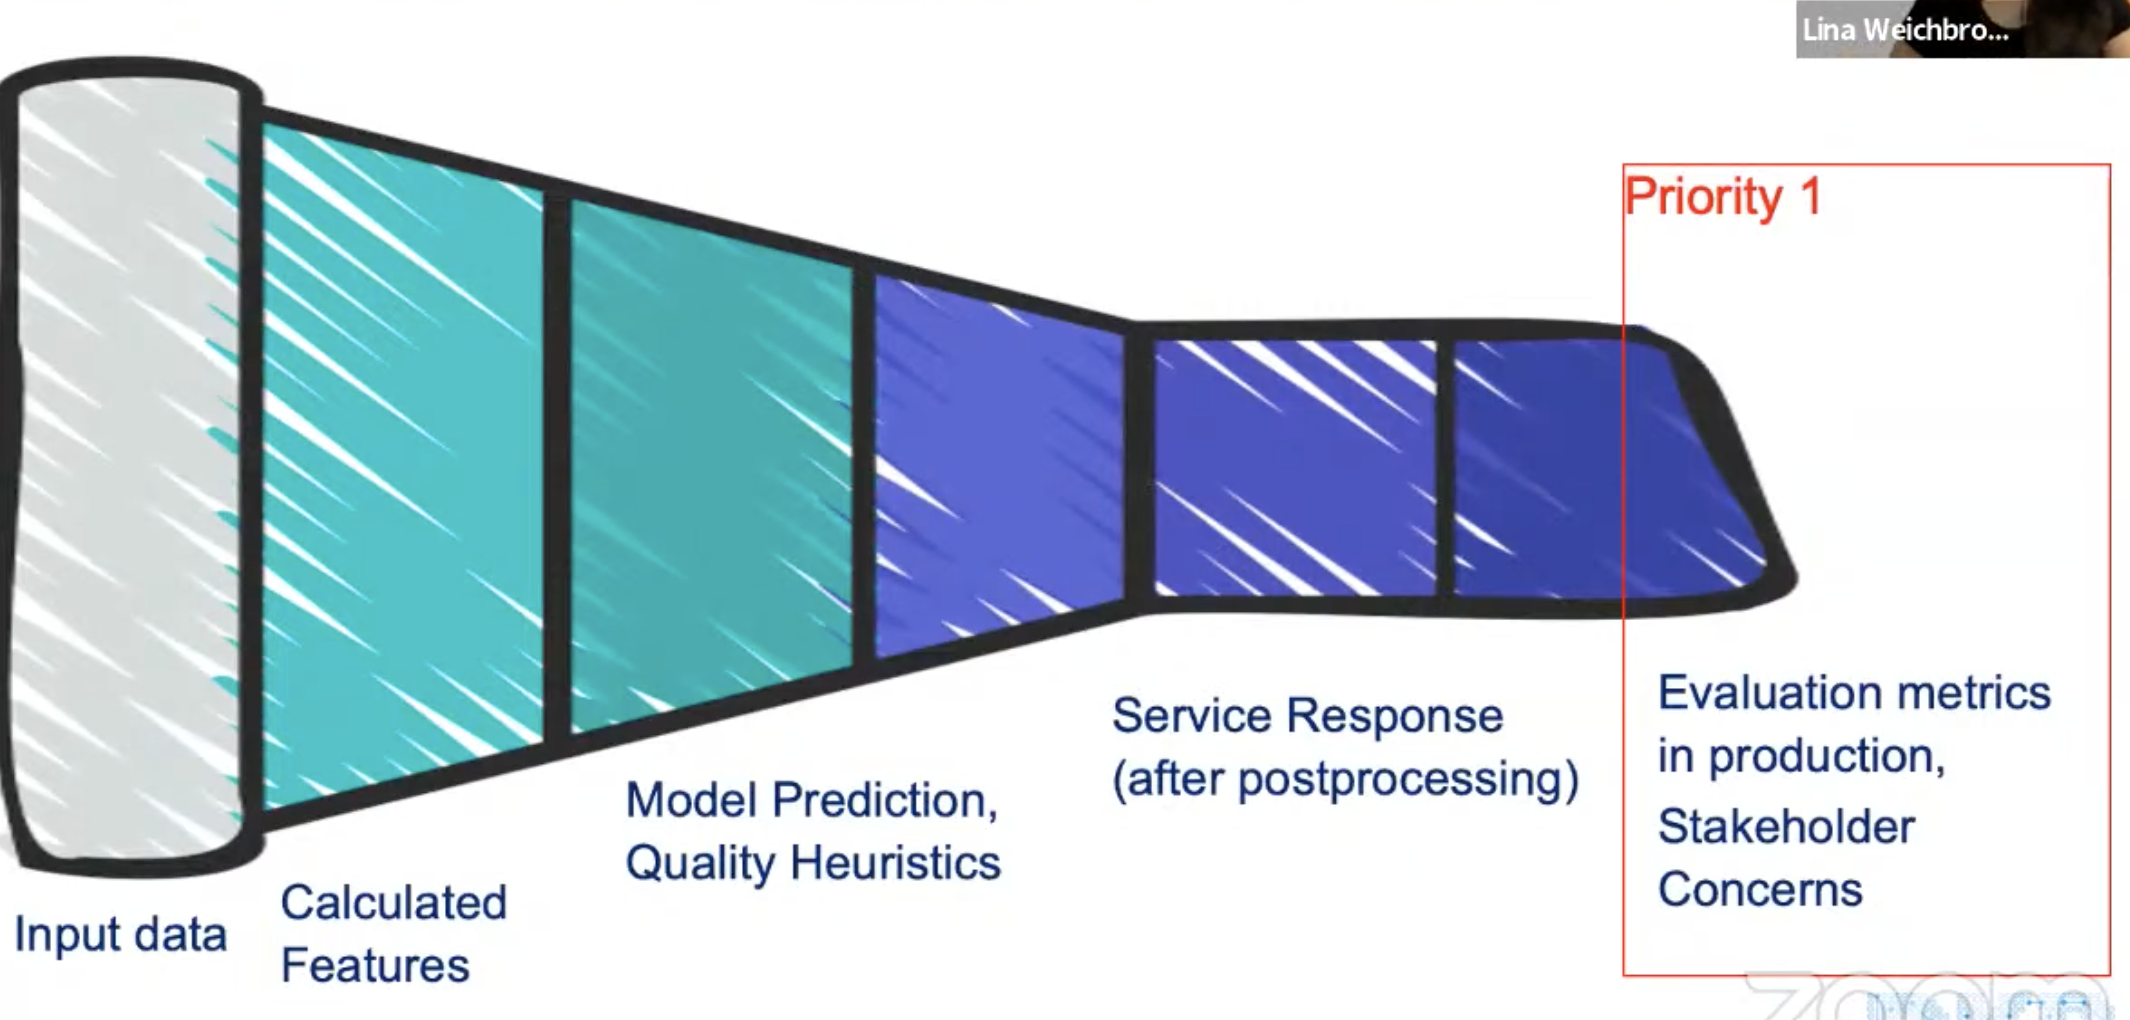 Lina Weichbro...
Priority 1
Input data
Calculated
Features
Model Prediction,
Quality Heuristics
Service Response
(after postprocessing)
Evaluation metrics
in production,
Stakeholder
Concerns
zoom